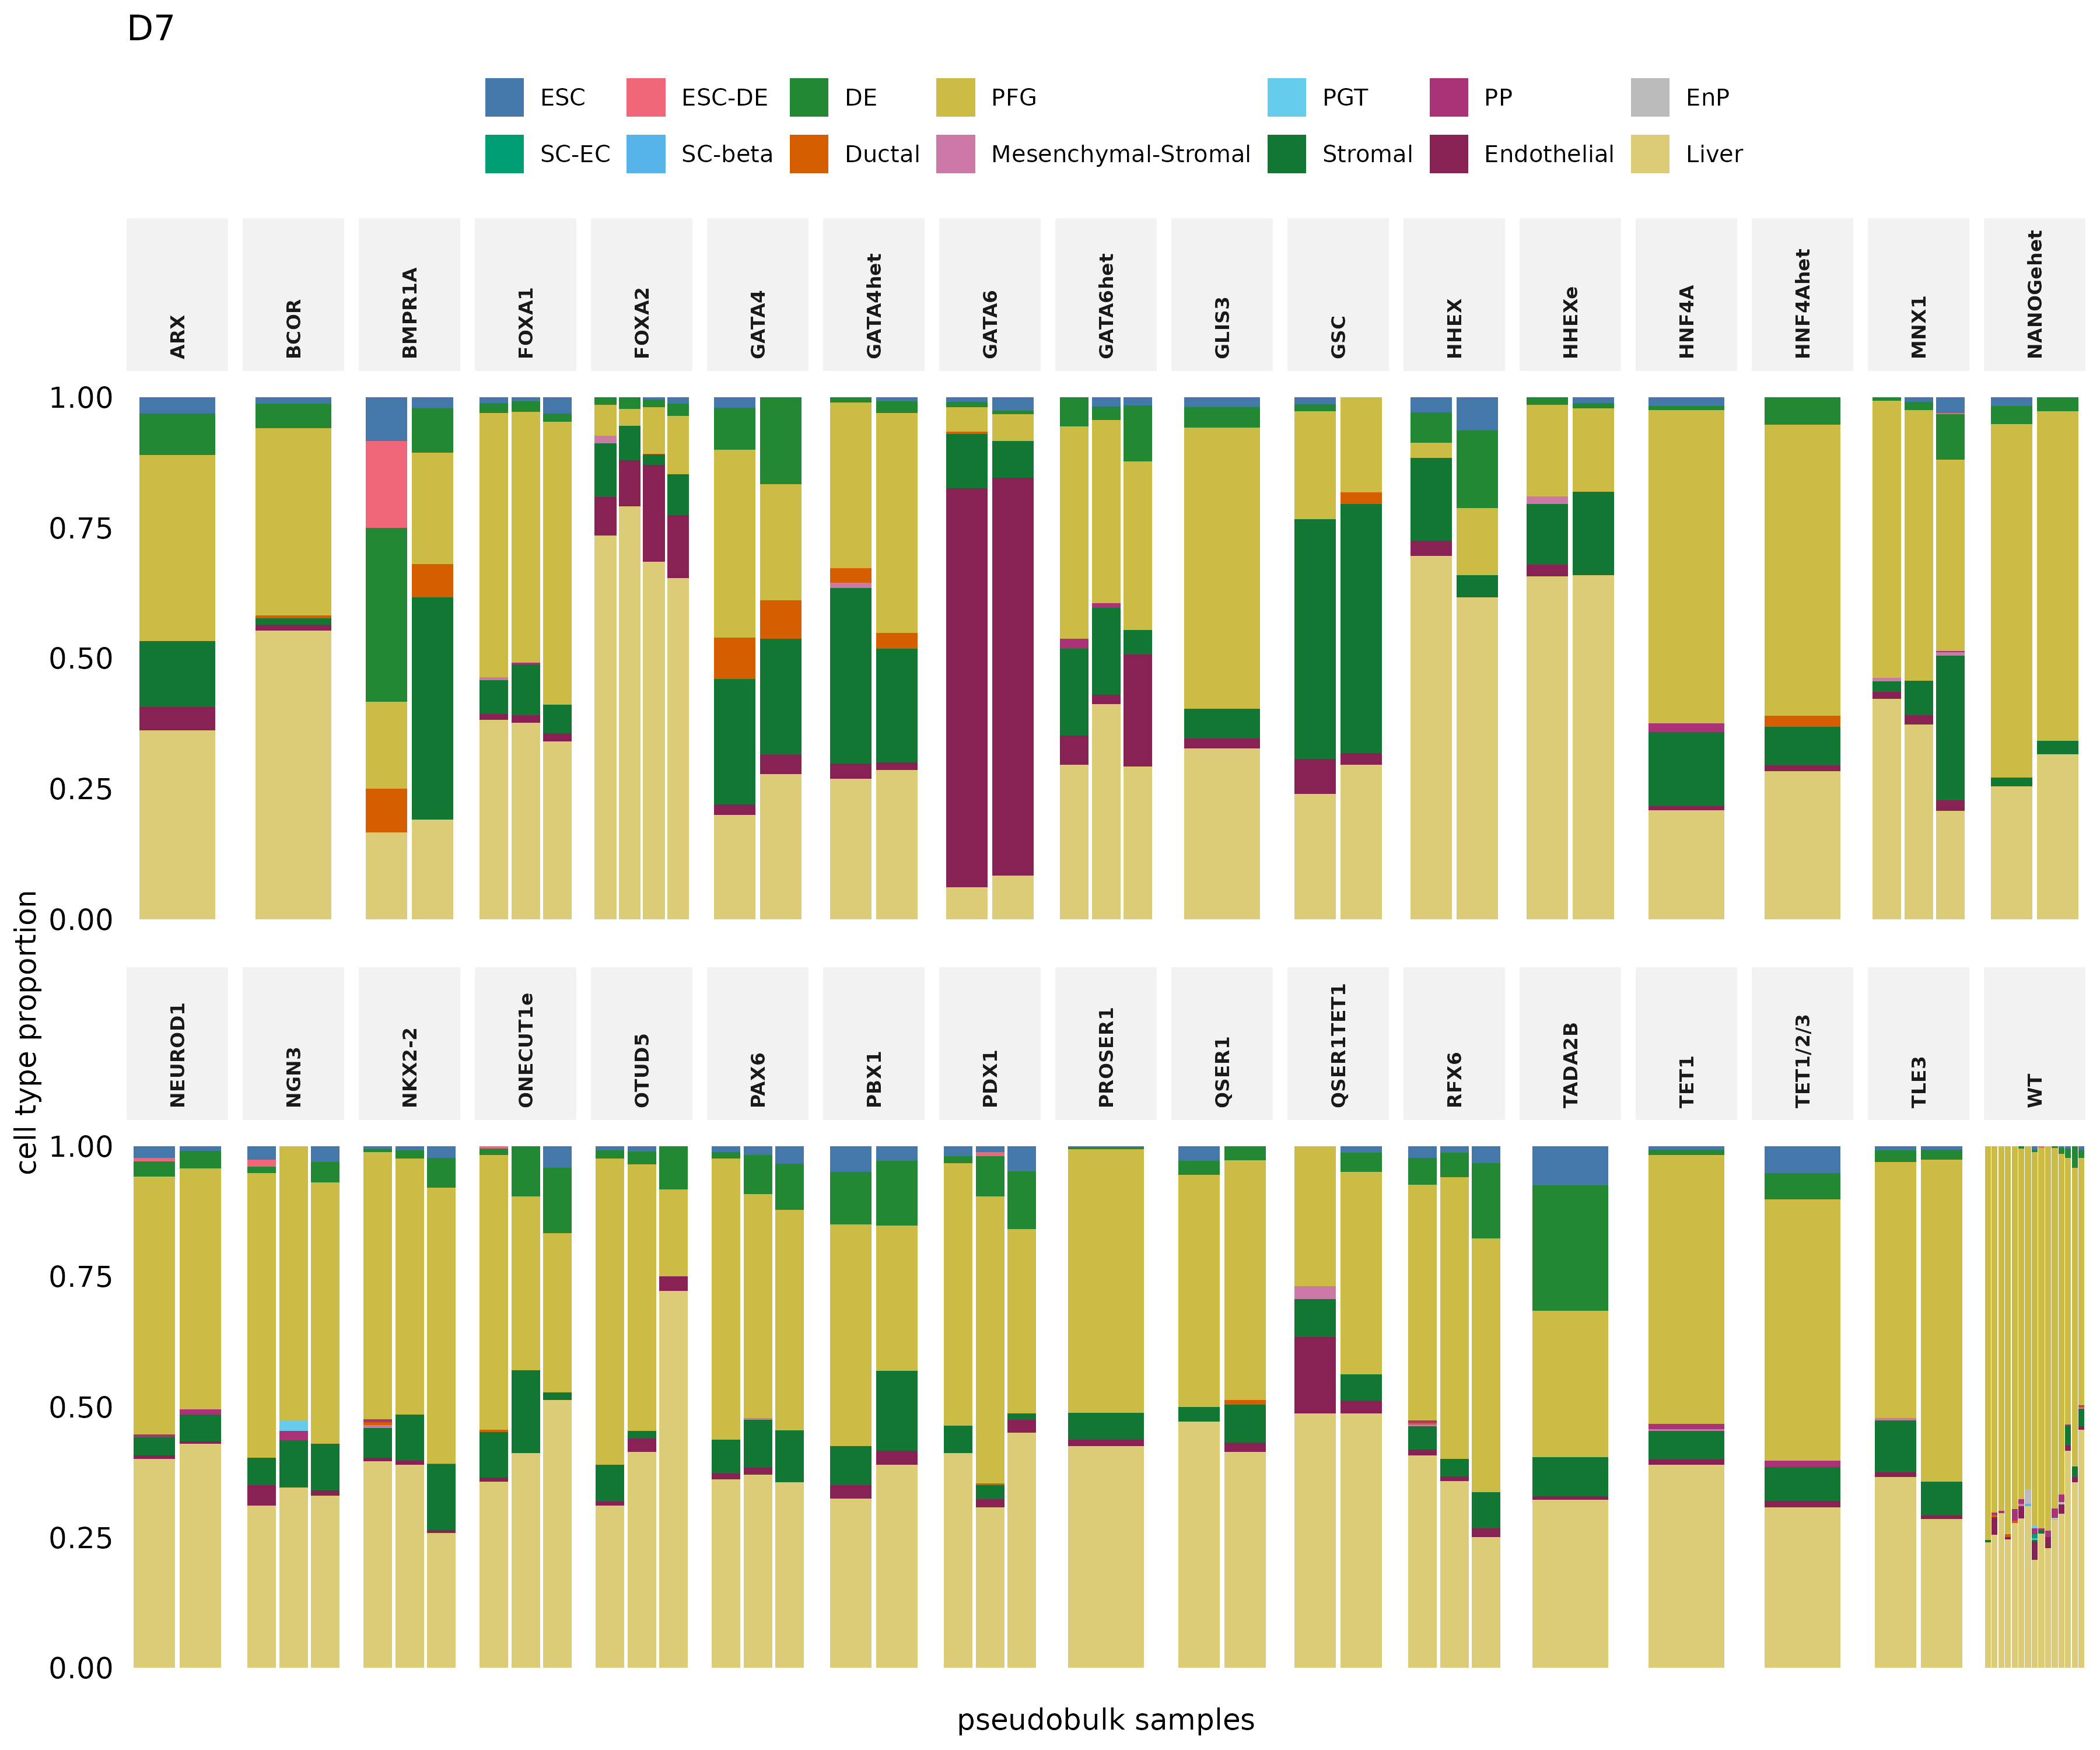 D7
ESC ESC-DE DE PFG PGT PP EnP
SC-EC SC-beta Ductal Mesenchymal-Stromal Stromal Endothelial Liver
ARX
BCOR
BMPR1A
FOXA1
FOXA2
GATA4
GATA4het
GATA6
GATA6het
GLIS3
GSC
HHEX
HHEXe
HNF4A
HNF4Ahet
MNX1
NANOGehet
1.00
0.75
0.50
0.25
0.00
cell type proportion
NEUROD1
NGN3
NKX2-2
ONECUT1e
OTUD5
PAX6
PBX1
PDX1
PROSER1
QSER1
QSER1TET1
RFX6
TADA2B
TET1
TET1/2/3
TLE3
WT
1.00
0.75
0.50
0.25
0.00
pseudobulk samples